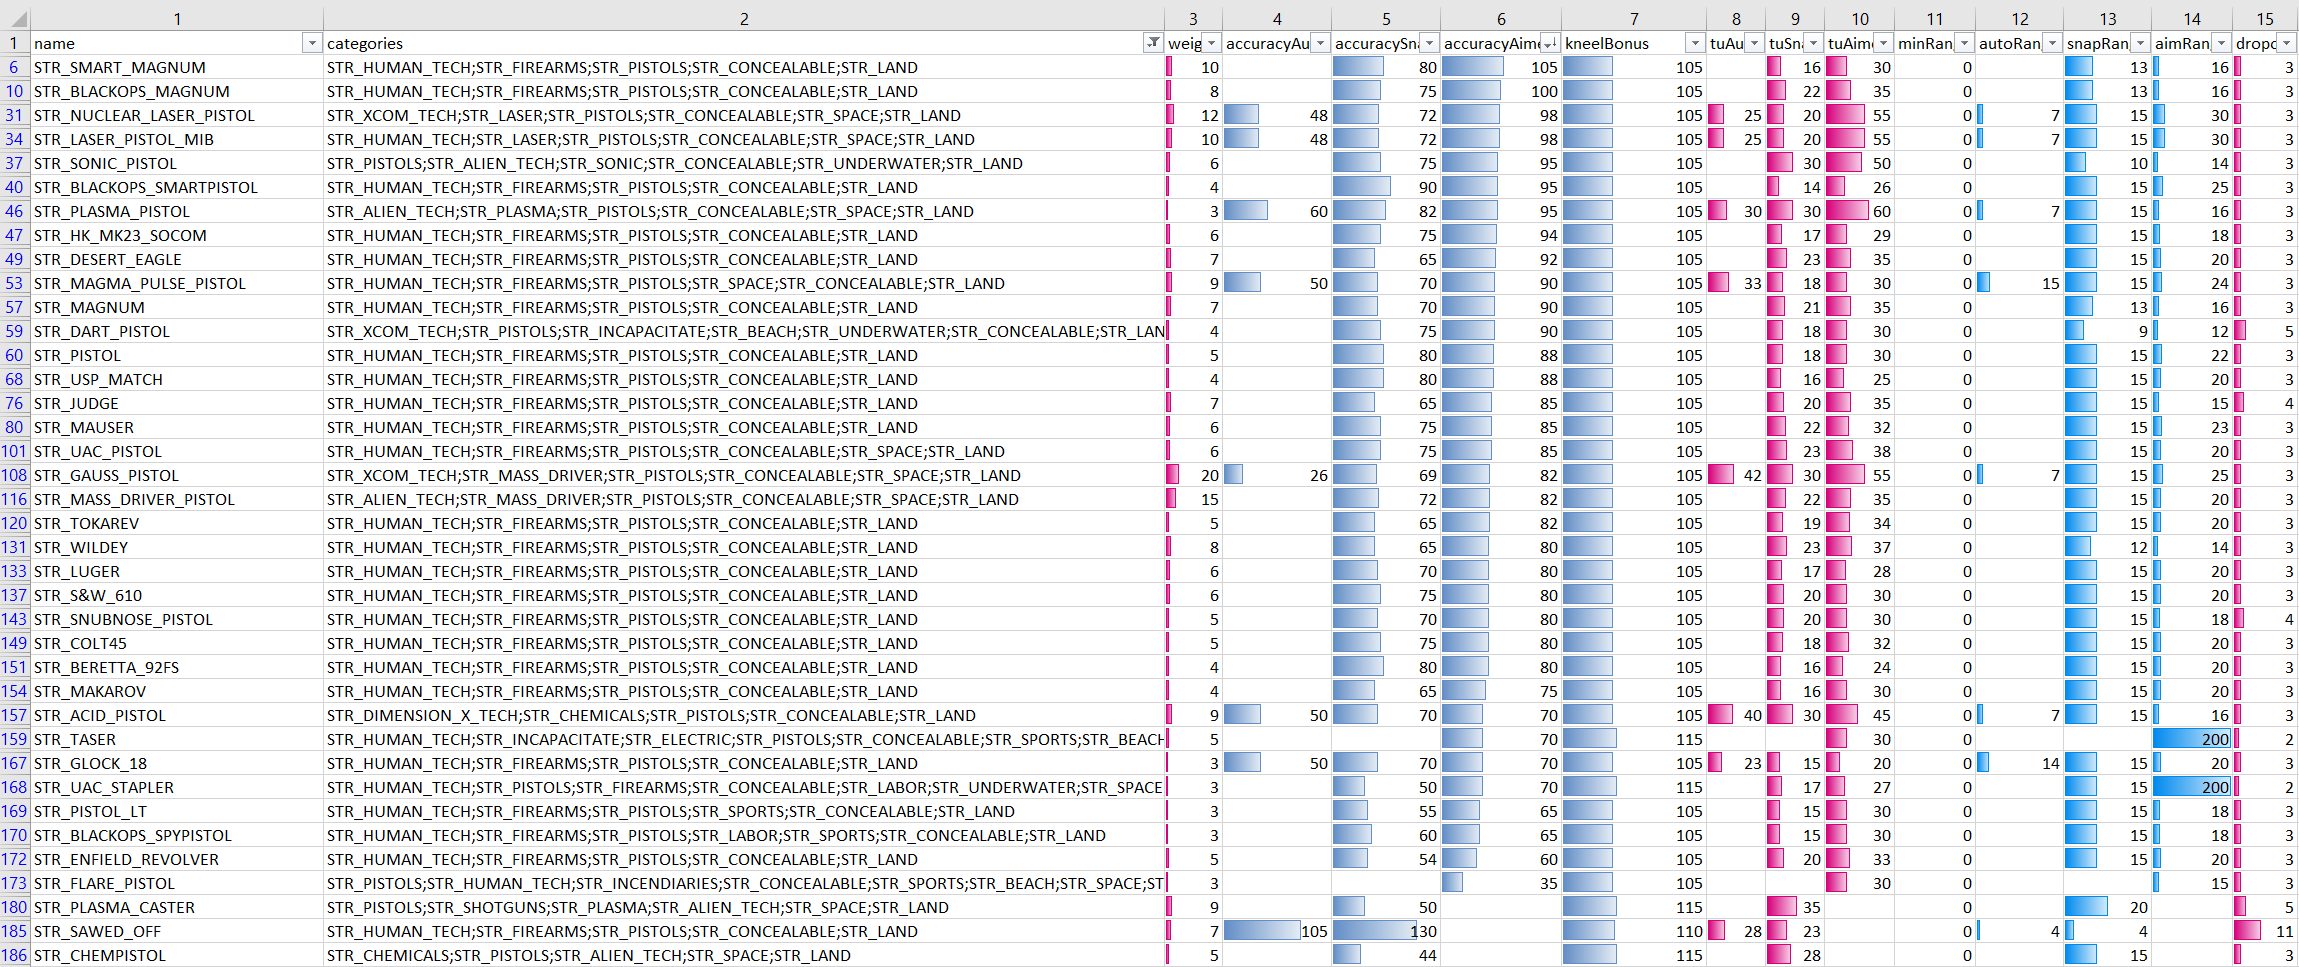 1 2 3 4 5 6 7 8 9 10 11 12 13 14 15
1 name categories weig accuracyAu accuracySna accuracyAime kneelBonus tuAu tuSna tuAime minRan autoRan snapRan aimRan dropo
6 STR_SMART_MAGNUM STR_HUMAN_TECH;STR_FIREARMS;STR_PISTOLS;STR_CONCEALABLE;STR_LAND 10 80 105 105 16 30 0 13 16 3
10 STR_BLACKOPS_MAGNUM STR_HUMAN_TECH;STR_FIREARMS;STR_PISTOLS;STR_CONCEALABLE;STR_LAND 8 75 100 105 22 35 0 13 16 3
31 STR_NUCLEAR_LASER_PISTOL STR_XCOM_TECH;STR_LASER;STR_PISTOLS;STR_CONCEALABLE;STR_SPACE;STR_LAND 12 48 72 98 105 25 20 55 0 7 15 30 3
34 STR_LASER_PISTOL_MIB STR_HUMAN_TECH;STR_LASER;STR_PISTOLS;STR_CONCEALABLE;STR_SPACE;STR_LAND 10 48 72 98 105 25 20 55 0 7 15 30 3
37 STR_SONIC_PISTOL STR_PISTOLS;STR_ALIEN_TECH;STR_SONIC;STR_CONCEALABLE;STR_UNDERWATER;STR_LAND 6 75 95 105 30 50 0 10 14 3
40 STR_BLACKOPS_SMARTPISTOL STR_HUMAN_TECH;STR_FIREARMS;STR_PISTOLS;STR_CONCEALABLE;STR_LAND 4 90 95 105 14 26 0 15 25 3
46 STR_PLASMA_PISTOL STR_ALIEN_TECH;STR_PLASMA;STR_PISTOLS;STR_CONCEALABLE;STR_SPACE;STR_LAND 3 60 82 95 105 30 30 60 0 7 15 16 3
47 STR_HK_MK23_SOCOM STR_HUMAN_TECH;STR_FIREARMS;STR_PISTOLS;STR_CONCEALABLE;STR_LAND 6 75 94 105 17 29 0 15 18 3
49 STR_DESERT_EAGLE STR_HUMAN_TECH;STR_FIREARMS;STR_PISTOLS;STR_CONCEALABLE;STR_LAND 7 65 92 105 23 35 0 15 20 3
53 STR_MAGMA_PULSE_PISTOL STR_HUMAN_TECH;STR_FIREARMS;STR_PISTOLS;STR_SPACE;STR_CONCEALABLE;STR_LAND 9 50 70 90 105 33 18 30 0 15 15 24 3
57 STR_MAGNUM STR_HUMAN_TECH;STR_FIREARMS;STR_PISTOLS;STR_CONCEALABLE;STR_LAND 7 70 90 105 21 35 0 13 16 3
59 STR_DART_PISTOL STR_XCOM_TECH;STR_PISTOLS;STR_INCAPACITATE;STR_BEACH;STR_UNDERWATER;STR_CONCEALABLE;STR_LAN 4 75 90 105 18 30 0 9 12 5
60 STR_PISTOL STR_HUMAN_TECH;STR_FIREARMS;STR_PISTOLS;STR_CONCEALABLE;STR_LAND 5 80 88 105 18 30 0 15 22 3
68 STR_USP_MATCH STR_HUMAN_TECH;STR_FIREARMS;STR_PISTOLS;STR_CONCEALABLE;STR_LAND 4 80 88 105 16 25 0 15 20 3
76 STR_JUDGE STR_HUMAN_TECH;STR_FIREARMS;STR_PISTOLS;STR_CONCEALABLE;STR_LAND 7 65 85 105 20 35 0 15 15 4
80 STR_MAUSER STR_HUMAN_TECH;STR_FIREARMS;STR_PISTOLS;STR_CONCEALABLE;STR_LAND 6 75 85 105 22 32 0 15 23 3
101 STR_UAC_PISTOL STR_HUMAN_TECH;STR_FIREARMS;STR_PISTOLS;STR_CONCEALABLE;STR_SPACE;STR_LAND 6 75 85 105 23 38 0 15 20 3
108 STR_GAUSS_PISTOL STR_XCOM_TECH;STR_MASS_DRIVER;STR_PISTOLS;STR_CONCEALABLE;STR_SPACE;STR_LAND 20 26 69 82 105 42 30 55 0 7 15 25 3
116 STR_MASS_DRIVER_PISTOL STR_ALIEN_TECH;STR_MASS_DRIVER;STR_PISTOLS;STR_CONCEALABLE;STR_SPACE;STR_LAND 15 72 82 105 22 35 0 15 20 3
120 STR_TOKAREV STR_HUMAN_TECH;STR_FIREARMS;STR_PISTOLS;STR_CONCEALABLE;STR_LAND 5 65 82 105 19 34 0 15 20 3
131 STR_WILDEY STR_HUMAN_TECH;STR_FIREARMS;STR_PISTOLS;STR_CONCEALABLE;STR_LAND 8 65 80 105 23 37 0 12 14 3
133 STR_LUGER STR_HUMAN_TECH;STR_FIREARMS;STR_PISTOLS;STR_CONCEALABLE;STR_LAND 6 70 80 105 17 28 0 15 20 3
137 STR_S&W_610 STR_HUMAN_TECH;STR_FIREARMS;STR_PISTOLS;STR_CONCEALABLE;STR_LAND 6 75 80 105 20 30 0 15 20 3
143 STR_SNUBNOSE_PISTOL STR_HUMAN_TECH;STR_FIREARMS;STR_PISTOLS;STR_CONCEALABLE;STR_LAND 5 70 80 105 20 30 0 15 18 4
149 STR_COLT45 STR_HUMAN_TECH;STR_FIREARMS;STR_PISTOLS;STR_CONCEALABLE;STR_LAND 5 75 80 105 18 32 0 15 20 3
151 STR_BERETTA_92FS STR_HUMAN_TECH;STR_FIREARMS;STR_PISTOLS;STR_CONCEALABLE;STR_LAND 4 80 80 105 16 24 0 15 20 3
154 STR_MAKAROV STR_HUMAN_TECH;STR_FIREARMS;STR_PISTOLS;STR_CONCEALABLE;STR_LAND 4 65 75 105 16 30 0 15 20 3
157 STR_ACID_PISTOL STR_DIMENSION_X_TECH;STR_CHEMICALS;STR_PISTOLS;STR_CONCEALABLE;STR_LAND 9 50 70 70 105 40 30 45 0 7 15 16 3
159 STR_TASER STR_HUMAN_TECH;STR_INCAPACITATE;STR_ELECTRIC;STR_PISTOLS;STR_CONCEALABLE;STR_SPORTS;STR_BEACH 5 70 115 30 0 200 2
167 STR_GLOCK_18 STR_HUMAN_TECH;STR_FIREARMS;STR_PISTOLS;STR_CONCEALABLE;STR_LAND 3 50 70 70 105 23 15 20 0 14 15 20 3
168 STR_UAC_STAPLER STR_HUMAN_TECH;STR_PISTOLS;STR_FIREARMS;STR_CONCEALABLE;STR_LABOR;STR_UNDERWATER;STR_SPACE 3 50 70 115 17 27 0 15 200 2
169 STR_PISTOL_LT STR_HUMAN_TECH;STR_FIREARMS;STR_PISTOLS;STR_SPORTS;STR_CONCEALABLE;STR_LAND 3 55 65 105 15 30 0 15 18 3
170 STR_BLACKOPS_SPYPISTOL STR_HUMAN_TECH;STR_FIREARMS;STR_PISTOLS;STR_LABOR;STR_SPORTS;STR_CONCEALABLE;STR_LAND 3 60 65 105 15 30 0 15 18 3
172 STR_ENFIELD_REVOLVER STR_HUMAN_TECH;STR_FIREARMS;STR_PISTOLS;STR_CONCEALABLE;STR_LAND 5 54 60 105 20 33 0 15 20 3
173 STR_FLARE_PISTOL STR_PISTOLS;STR_HUMAN_TECH;STR_INCENDIARIES;STR_CONCEALABLE;STR_SPORTS;STR_BEACH;STR_SPACE;ST 3 35 105 30 0 15 3
180 STR_PLASMA_CASTER STR_PISTOLS;STR_SHOTGUNS;STR_PLASMA;STR_ALIEN_TECH;STR_SPACE;STR_LAND 9 50 115 35 0 20 5
185 STR_SAWED_OFF STR_HUMAN_TECH;STR_FIREARMS;STR_PISTOLS;STR_CONCEALABLE;STR_LAND 7 105 130 110 28 23 0 4 4 11
186 STR_CHEMPISTOL STR_CHEMICALS;STR_PISTOLS;STR_ALIEN_TECH;STR_SPACE;STR_LAND 5 44 115 28 0 15 3